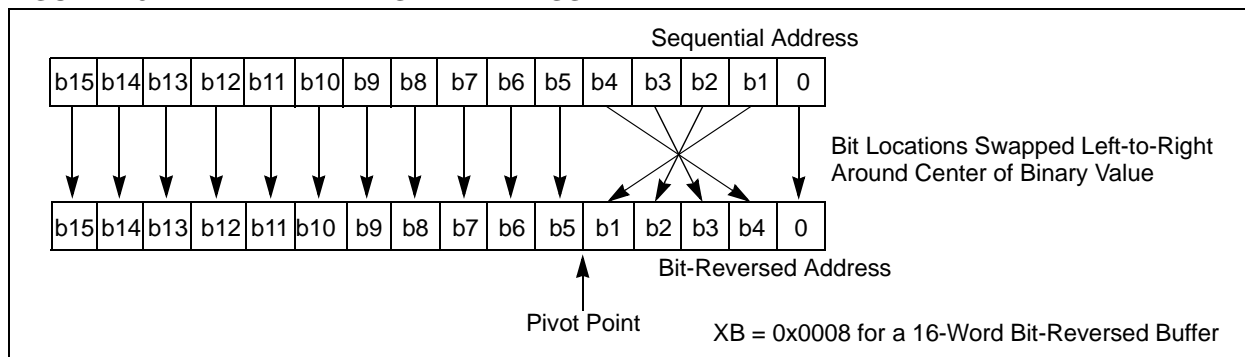 Sequential Address
b15 b14 b13 b12 b11 b10 b9 b8 b7 b6 b5 b4 b3 b2 b1 0
Bit Locations Swapped Left-to-Right
Around Center of Binary Value
b15 b14 b13 b12 b11 b10 b9 b8 b7 b6 b5 b1 b2 b3 b4 0
Bit-Reversed Address
Pivot Point
XB = 0x0008 for a 16-Word Bit-Reversed Buffer